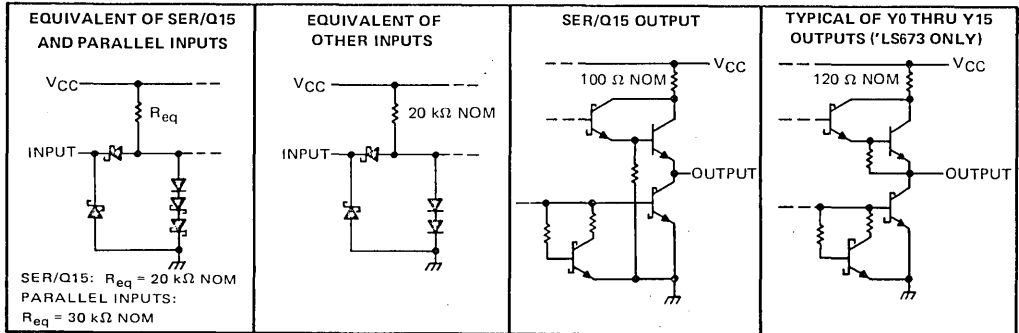 EQUIVALENT OF SER/Q15
AND PARALLEL INPUTS
VCC
Req
INPUT
SER/Q15: Req = 20 kΩ NOM
PARALLEL INPUTS:
Req = 30 kΩ NOM
EQUIVALENT OF
OTHER INPUTS
VCC
20 kΩ NOM
INPUT
SER/Q15 OUTPUT
VCC
100 Ω NOM
OUTPUT
TYPICAL OF Y0 THRU Y15
OUTPUTS ('LS673 ONLY)
VCC
120 Ω NOM
OUTPUT